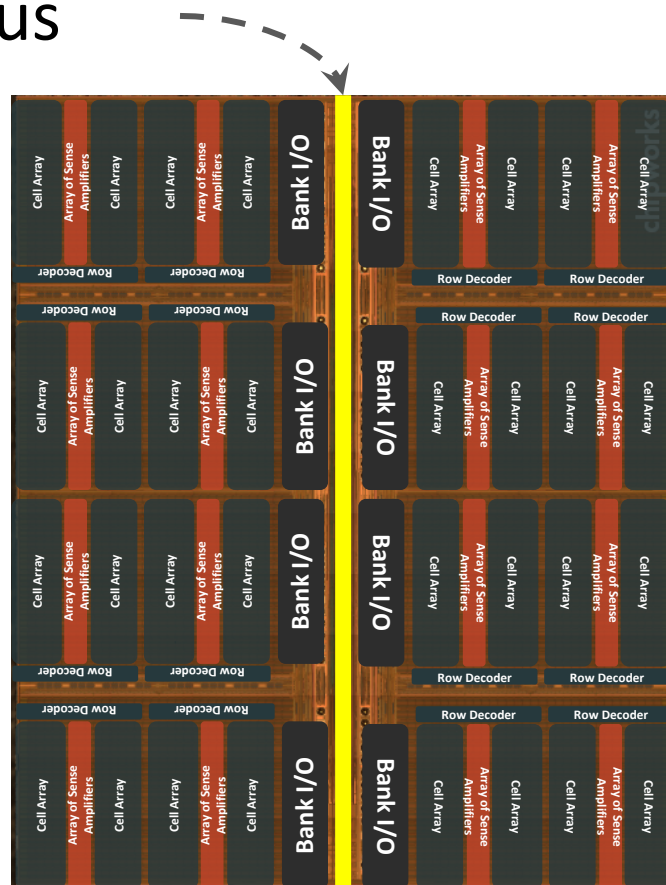 us
Cell Array
Array of Sense
Amplifiers
Cell Array
Cell Array
Array of Sense
Amplifiers
Cell Array
Bank I/O
Bank I/O
Cell Array
Array of Sense
Amplifiers
Cell Array
Cell Array
Array of Sense
Amplifiers
Cell Array
chipworks
Row Decoder
Row Decoder
Row Decoder
Row Decoder
Row Decoder
Row Decoder
Row Decoder
Row Decoder
Cell Array
Array of Sense
Amplifiers
Cell Array
Cell Array
Array of Sense
Amplifiers
Cell Array
Bank I/O
Bank I/O
Cell Array
Array of Sense
Amplifiers
Cell Array
Cell Array
Array of Sense
Amplifiers
Cell Array
Cell Array
Array of Sense
Amplifiers
Cell Array
Cell Array
Array of Sense
Amplifiers
Cell Array
Bank I/O
Bank I/O
Cell Array
Array of Sense
Amplifiers
Cell Array
Cell Array
Array of Sense
Amplifiers
Cell Array
Row Decoder
Row Decoder
Row Decoder
Row Decoder
Row Decoder
Row Decoder
Row Decoder
Row Decoder
Cell Array
Array of Sense
Amplifiers
Cell Array
Cell Array
Array of Sense
Amplifiers
Cell Array
Bank I/O
Bank I/O
Cell Array
Array of Sense
Amplifiers
Cell Array
Cell Array
Array of Sense
Amplifiers
Cell Array